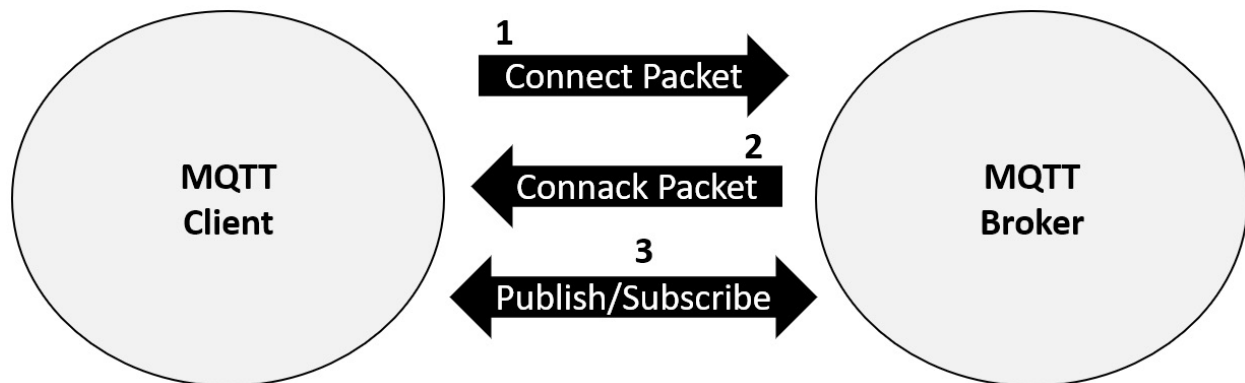 MQTT
Client
1
Connect Packet
2
Connack Packet
3
Publish/Subscribe
MQTT
Broker